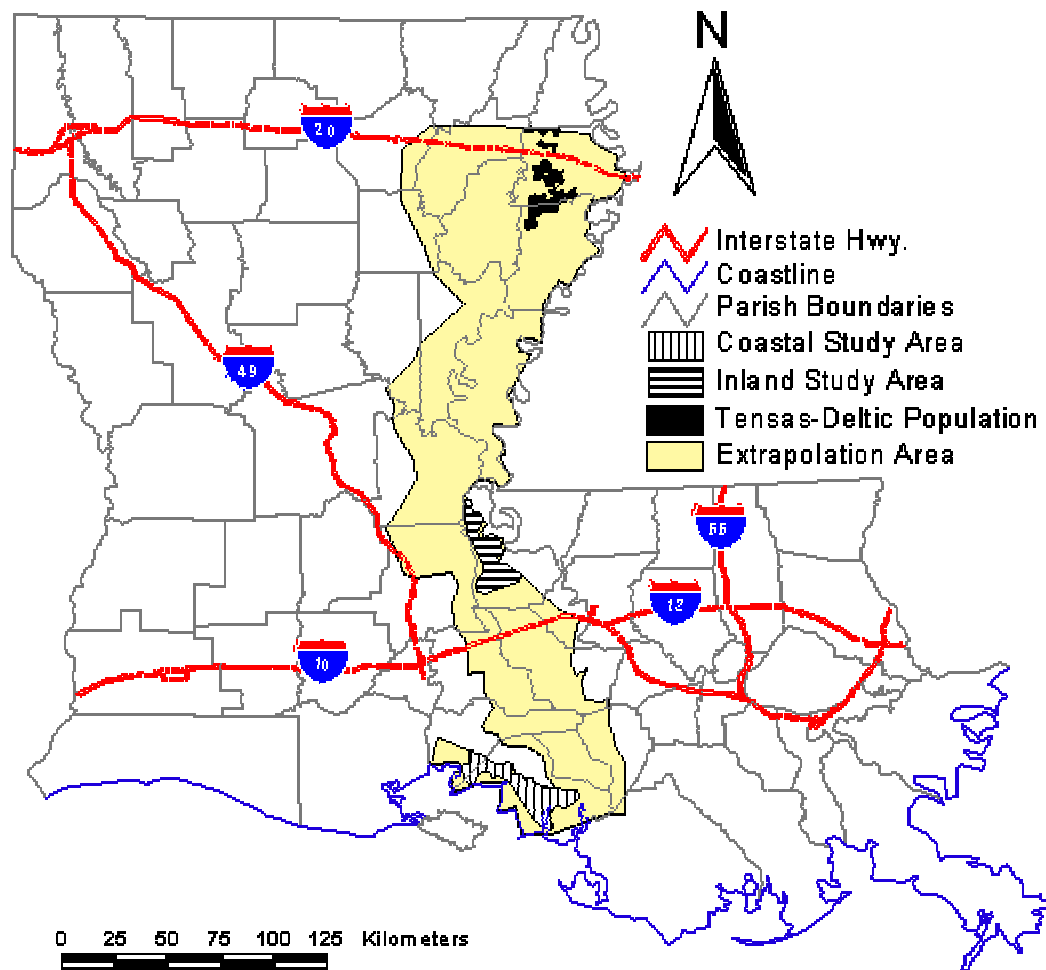 N
20
Interstate Hwy.
Coastline
Parish Boundaries
Coastal Study Area
49
Inland Study Area
Tensas-Deltic Population
Extrapolation Area
55
12
10
0 25 50 75 100 125 Kilometers